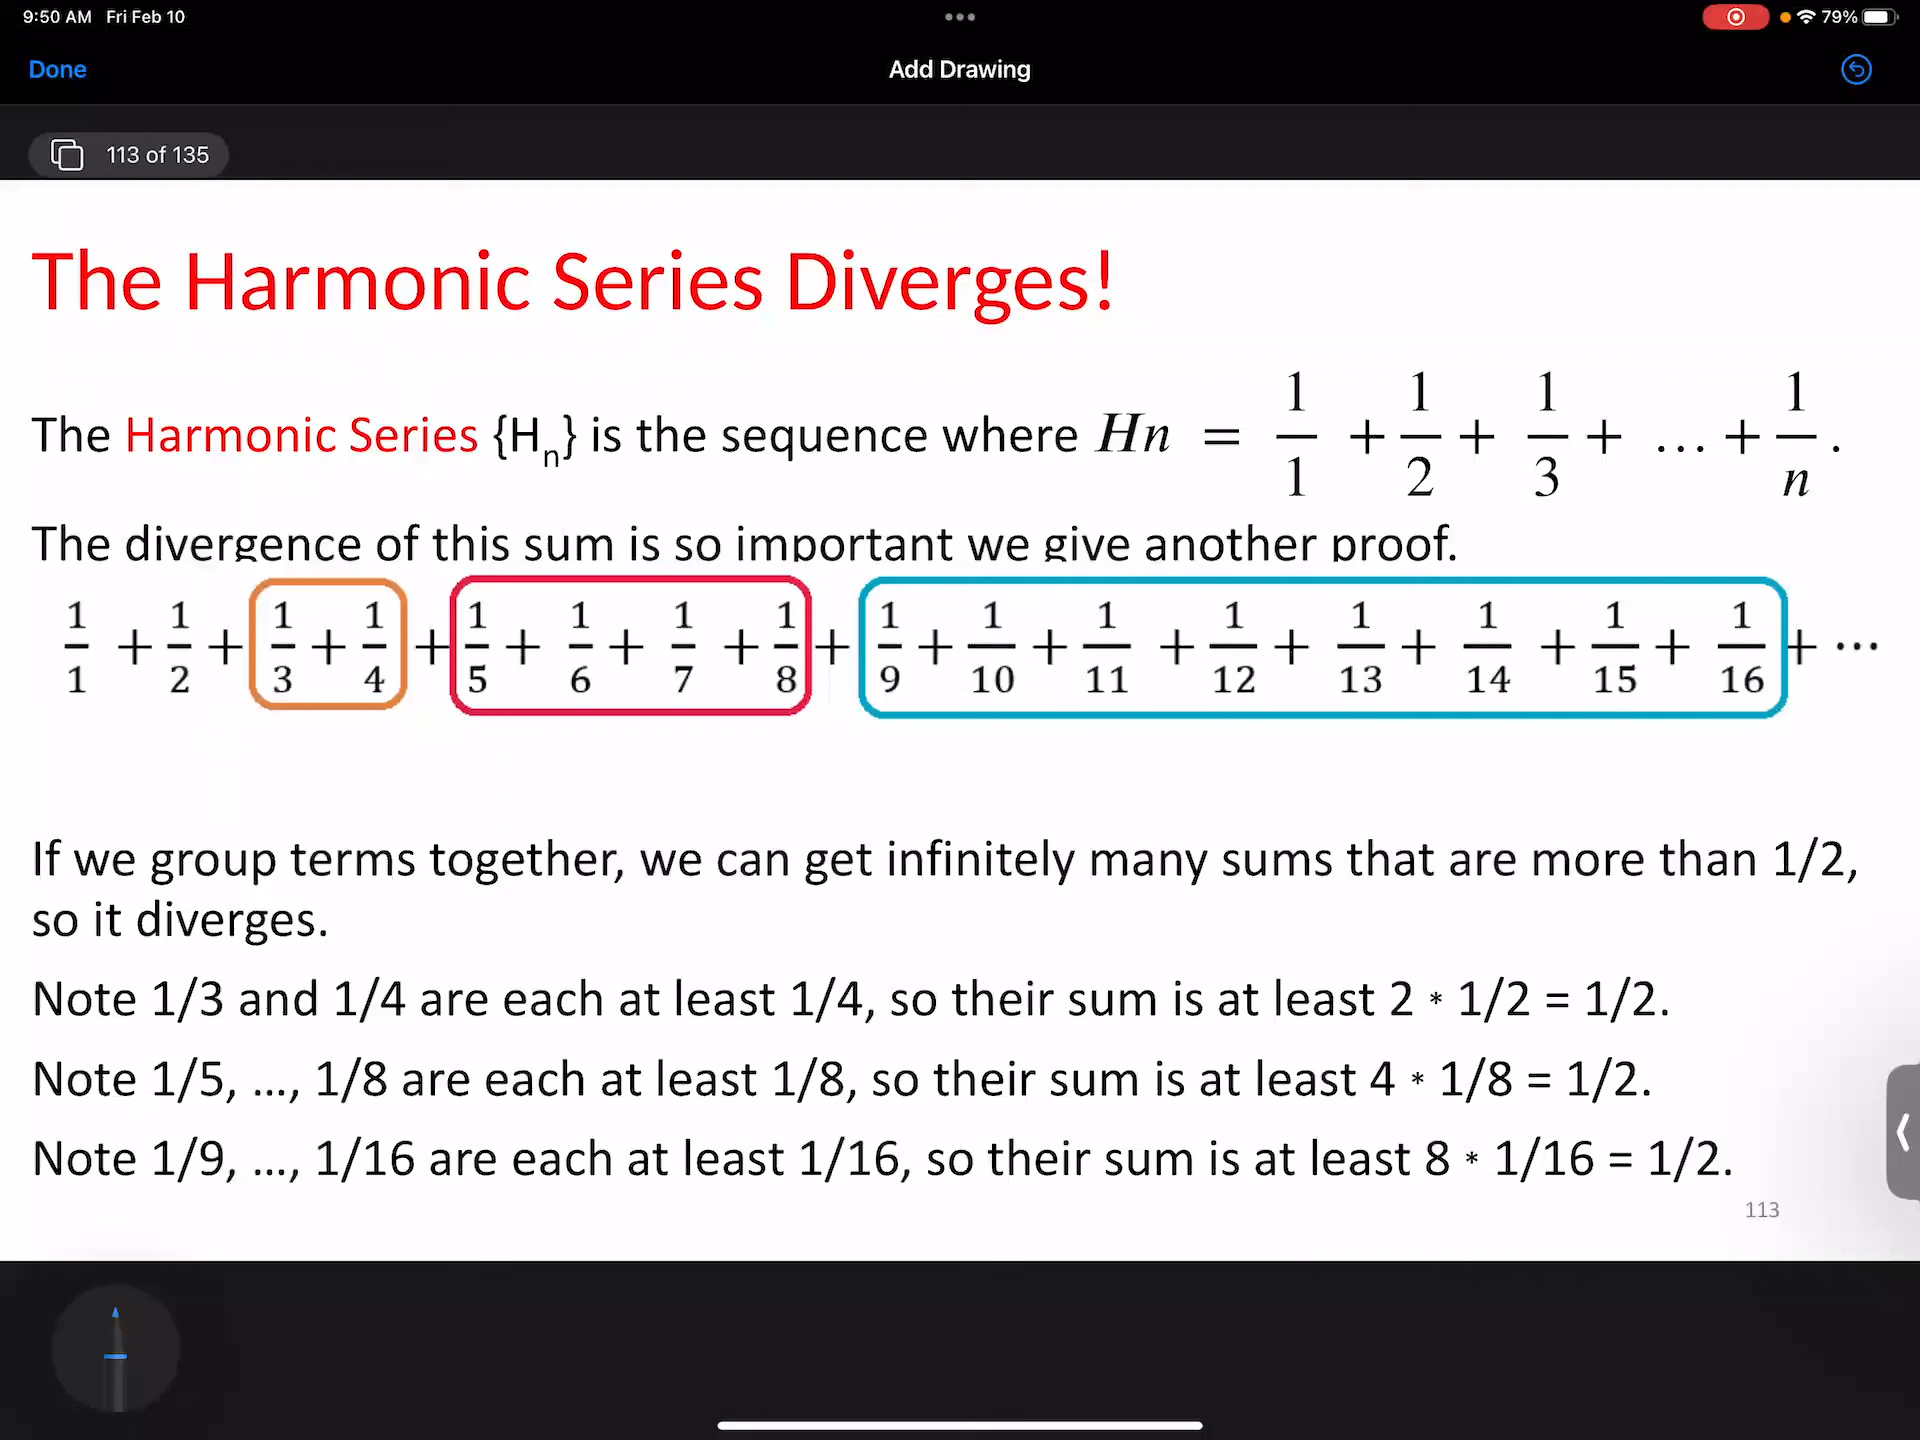 9:50 AM Fri Feb 10
79%
Done
Add Drawing
113 of 135
The Harmonic Series Diverges!
The Harmonic Series {Hₙ} is the sequence where Hn = 1/1 + 1/2 + 1/3 + … + 1/n .
The divergence of this sum is so important we give another proof.
1/1 + 1/2 + 1/3 + 1/4 + 1/5 + 1/6 + 1/7 + 1/8 + 1/9 + 1/10 + 1/11 + 1/12 + 1/13 + 1/14 + 1/15 + 1/16 + ⋯
If we group terms together, we can get infinitely many sums that are more than 1/2,
so it diverges.
Note 1/3 and 1/4 are each at least 1/4, so their sum is at least 2 * 1/2 = 1/2.
Note 1/5, …, 1/8 are each at least 1/8, so their sum is at least 4 * 1/8 = 1/2.
Note 1/9, …, 1/16 are each at least 1/16, so their sum is at least 8 * 1/16 = 1/2.
113